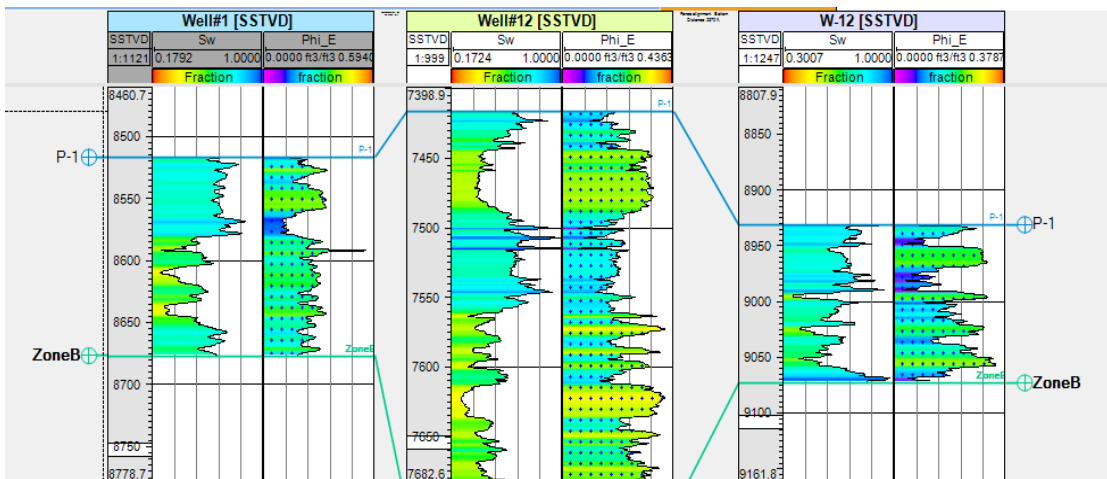 Well#1 [SSTVD]
SSTVD Sw Phi_E
1:1121 0.1792 1.0000 0.0000 ft3/ft3 0.5940
Fraction fraction
8460.7
8500
P-1
P-1
8550
8600
8650
ZoneB
ZoneB
8700
8750
8778.7
Well#12 [SSTVD]
SSTVD Sw Phi_E
1:999 0.1724 1.0000 0.0000 ft3/ft3 0.4363
Fraction fraction
7398.9
P-1
7450
7500
7550
7600
7650
7682.6
W-12 [SSTVD]
SSTVD Sw Phi_E
1:1247 0.3007 1.0000 0.0000 ft3/ft3 0.3787
Fraction fraction
8807.9
8850
8900
P-1
P-1
8950
9000
9050
ZoneB
ZoneB
9100
9161.8